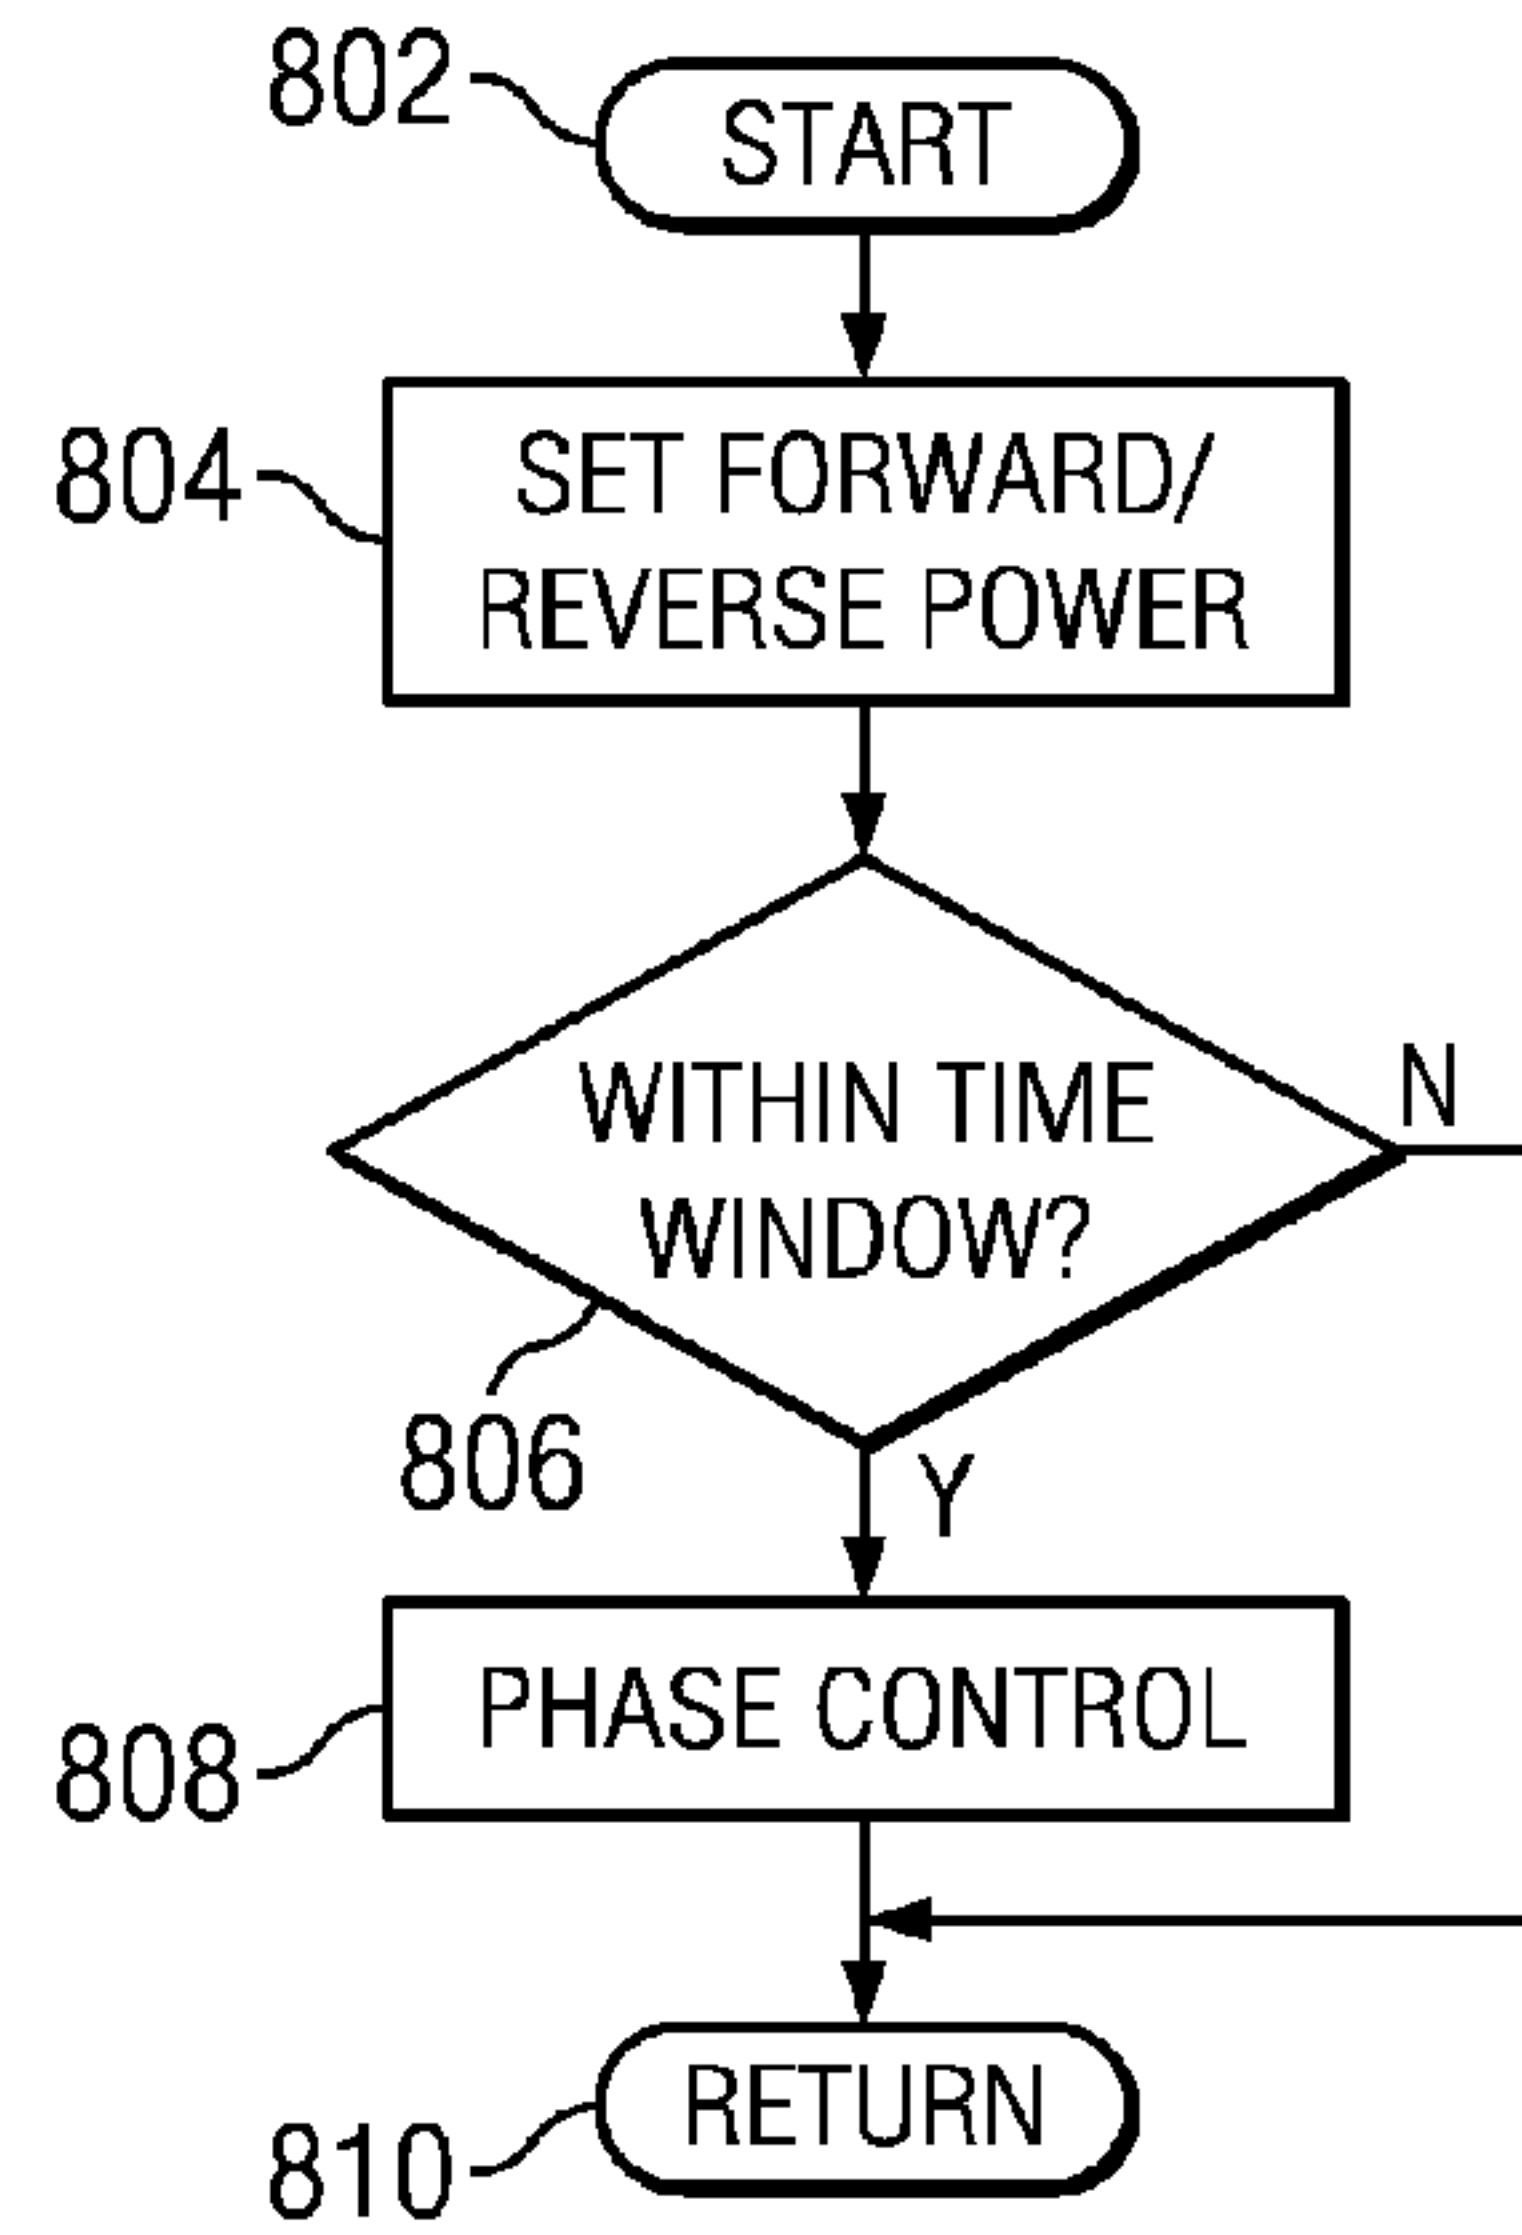 802
START
804
SET FORWARD/
REVERSE POWER
WITHIN TIME
WINDOW?
N
806
Y
PHASE CONTROL
808
RETURN
810